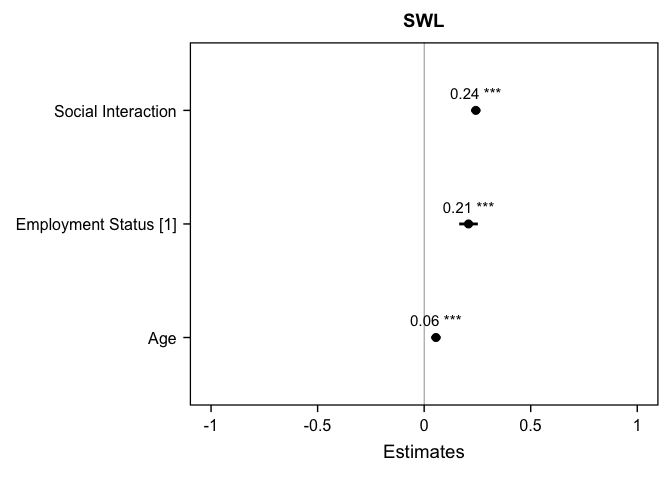 SWL
0.24 ***
Social Interaction
0.21 ***
Employment Status [1]
0.06 ***
Age
-1 -0.5 0 0.5 1
Estimates